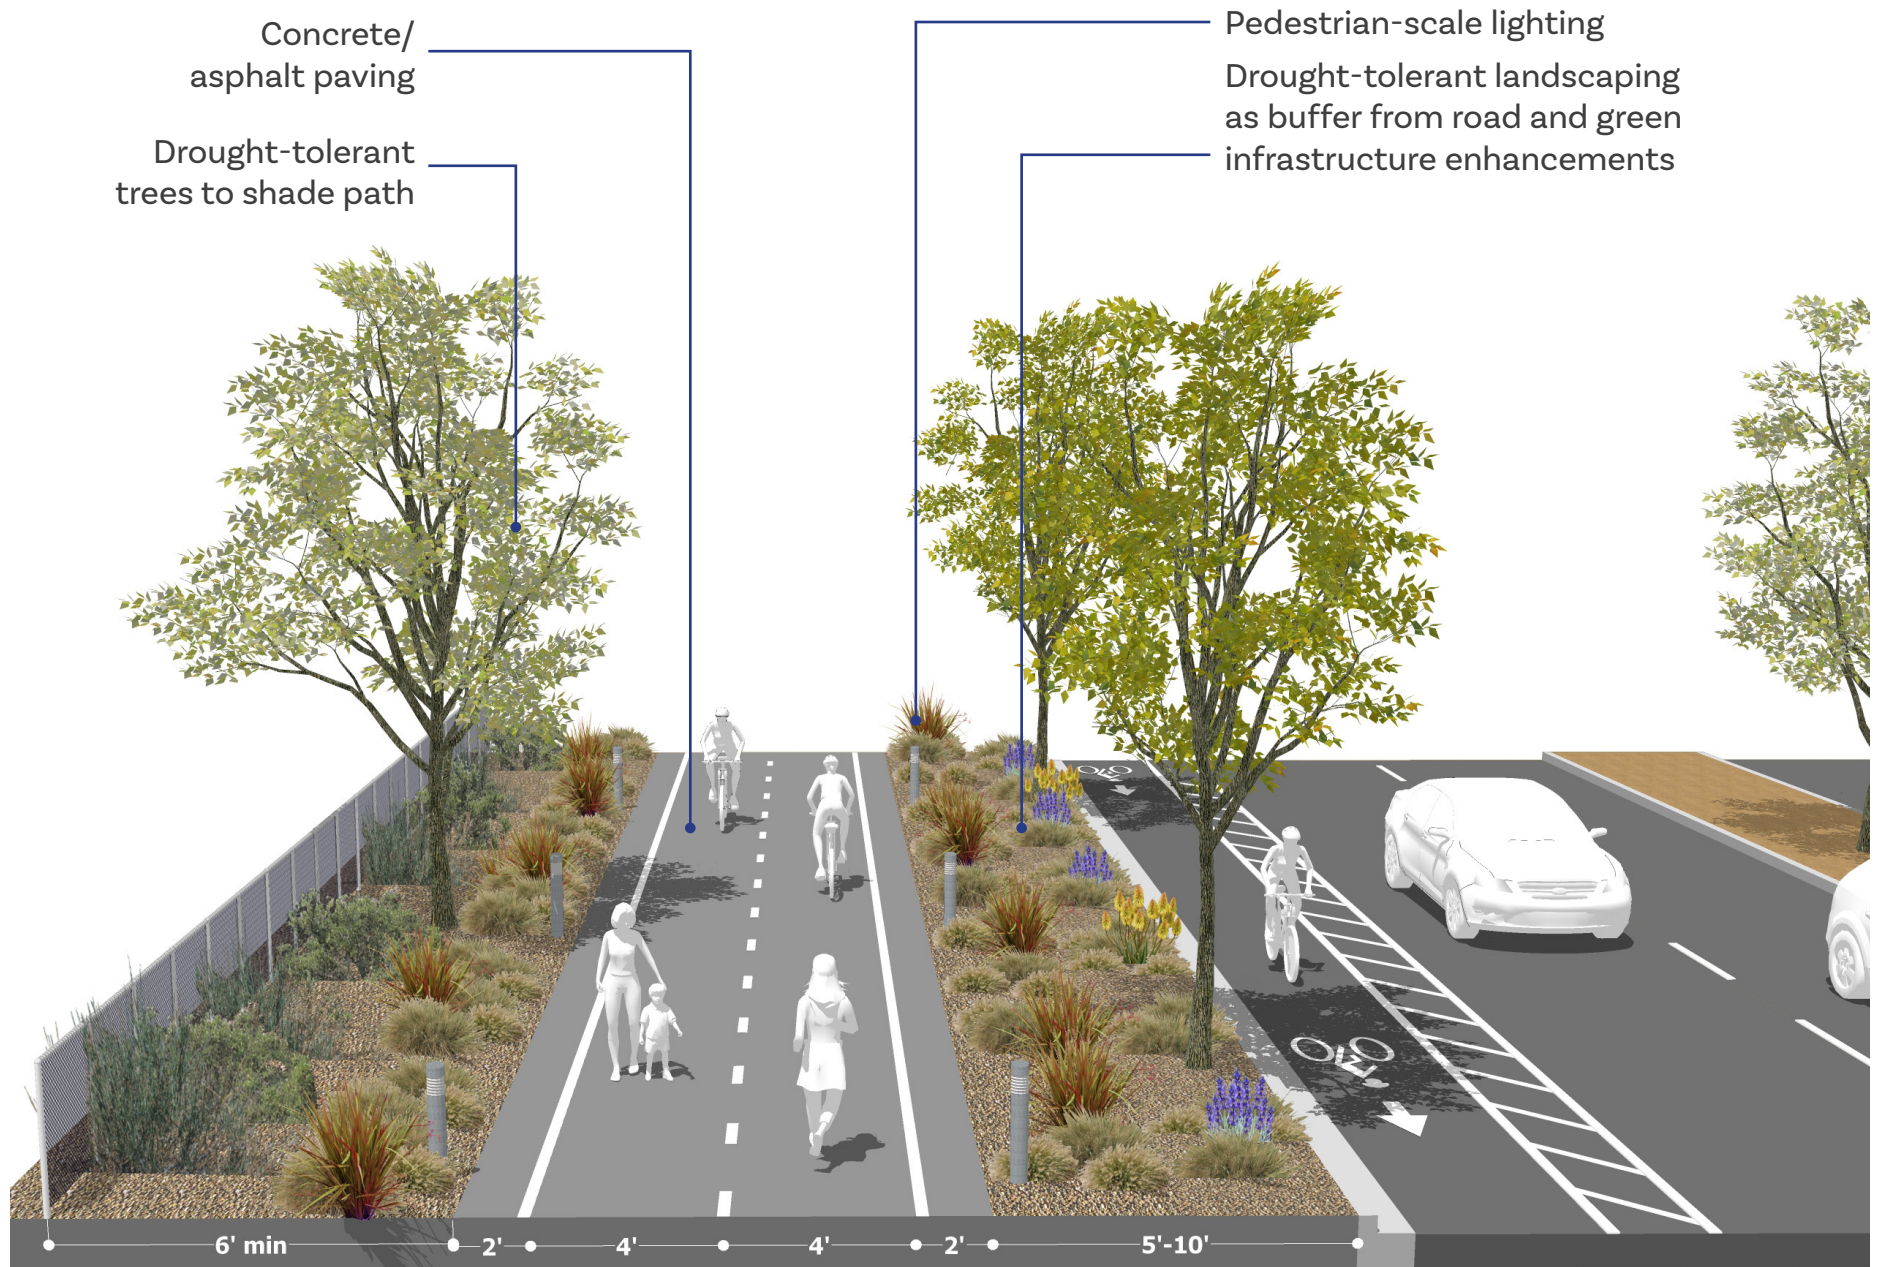 Concrete/
asphalt paving
Drought-tolerant
trees to shade path
Pedestrian-scale lighting
Drought-tolerant landscaping
as buffer from road and green
infrastructure enhancements
6' min
2'
4'
4'
2'
5'-10'